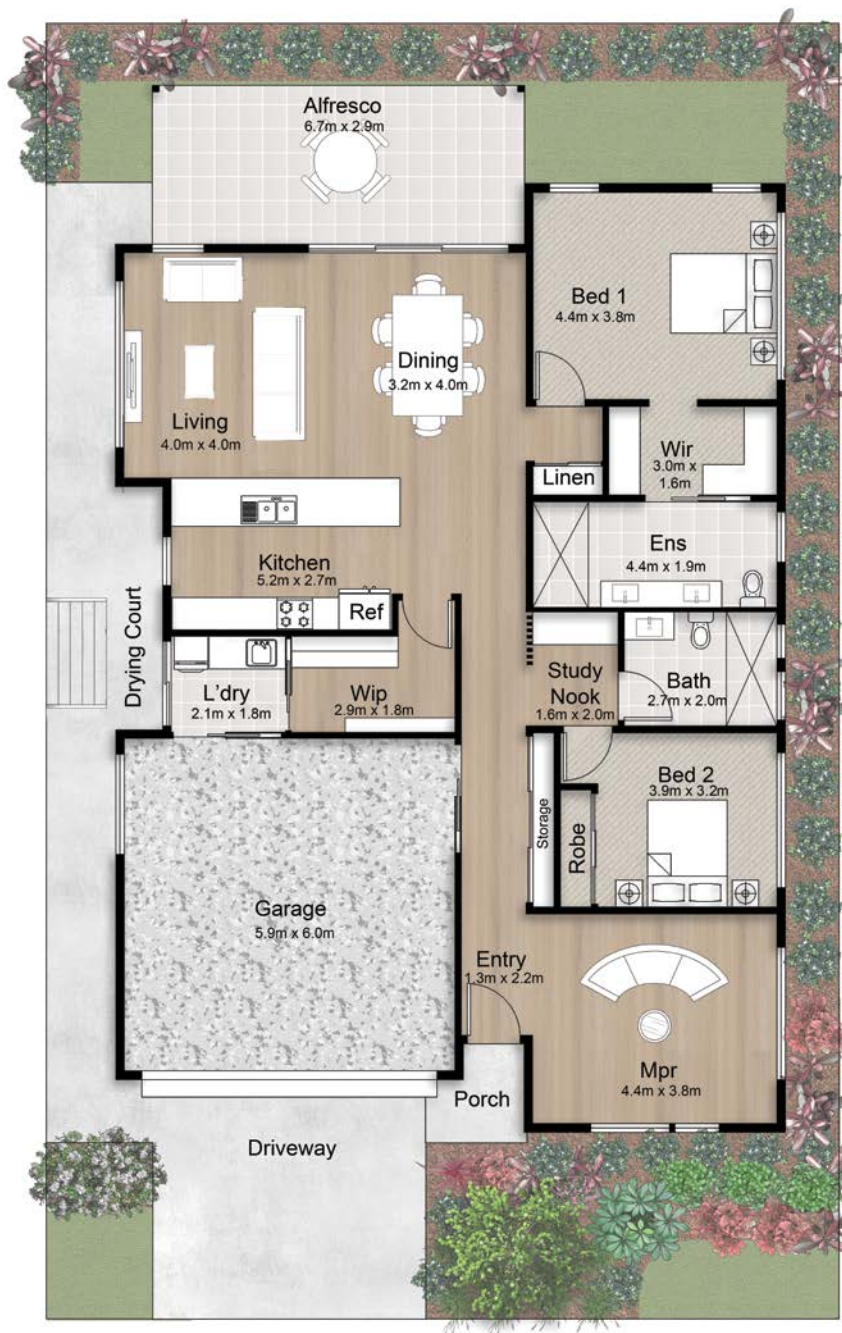 Alfresco
6.7m x 2.9m
Bed 1
4.4m x 3.8m
Dining
3.2m x 4.0m
Living
4.0m x 4.0m
Wir
3.0m x
1.6m
Linen
Ens
4.4m x 1.9m
Kitchen
5.2m x 2.7m
Ref
Drying Court
L'dry
2.1m x 1.8m
Wip
2.9m x 1.8m
Study
Nook
1.6m x 2.0m
Bath
2.7m x 2.0m
Bed 2
3.9m x 3.2m
Storage
Robe
Garage
5.9m x 6.0m
Entry
1.3m x 2.2m
Mpr
4.4m x 3.8m
Porch
Driveway